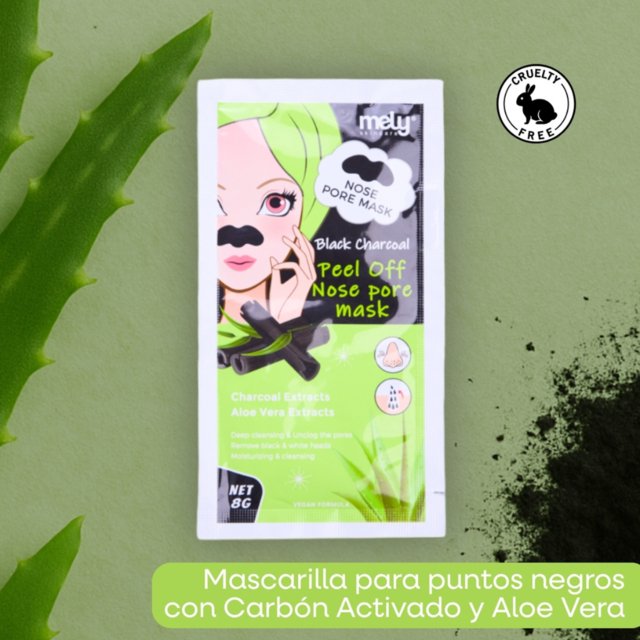 CRUELTY
FREE
mely
skincare
NOSE
PORE MASK
Black Charcoal
Peel Off
Nose pore
mask
Charcoal Extracts
Aloe Vera Extracts
Deep cleansing & Unclog the pores
Remove black & white heads
Moisturizing & cleansing
NET
8G
VEGAN FORMULA
Mascarilla para puntos negros
con Carbón Activado y Aloe Vera